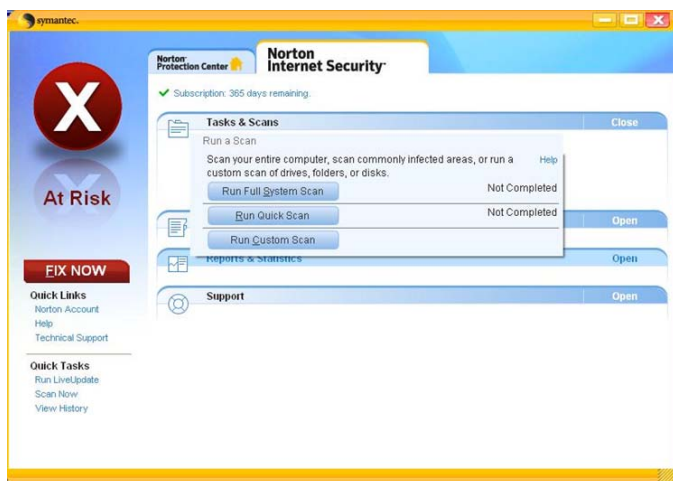 symantec.
Norton
Protection Center
Norton
Internet Security
Subscription: 365 days remaining.
Tasks & Scans Close
Run a Scan
Scan your entire computer, scan commonly infected areas, or run a Help
custom scan of drives, folders, or disks.
Run Full System Scan Not Completed
Run Quick Scan Not Completed
Open
Run Custom Scan
Reports & Statistics Open
Support Open
X
At Risk
FIX NOW
Quick Links
Norton Account
Help
Technical Support
Quick Tasks
Run LiveUpdate
Scan Now
View History